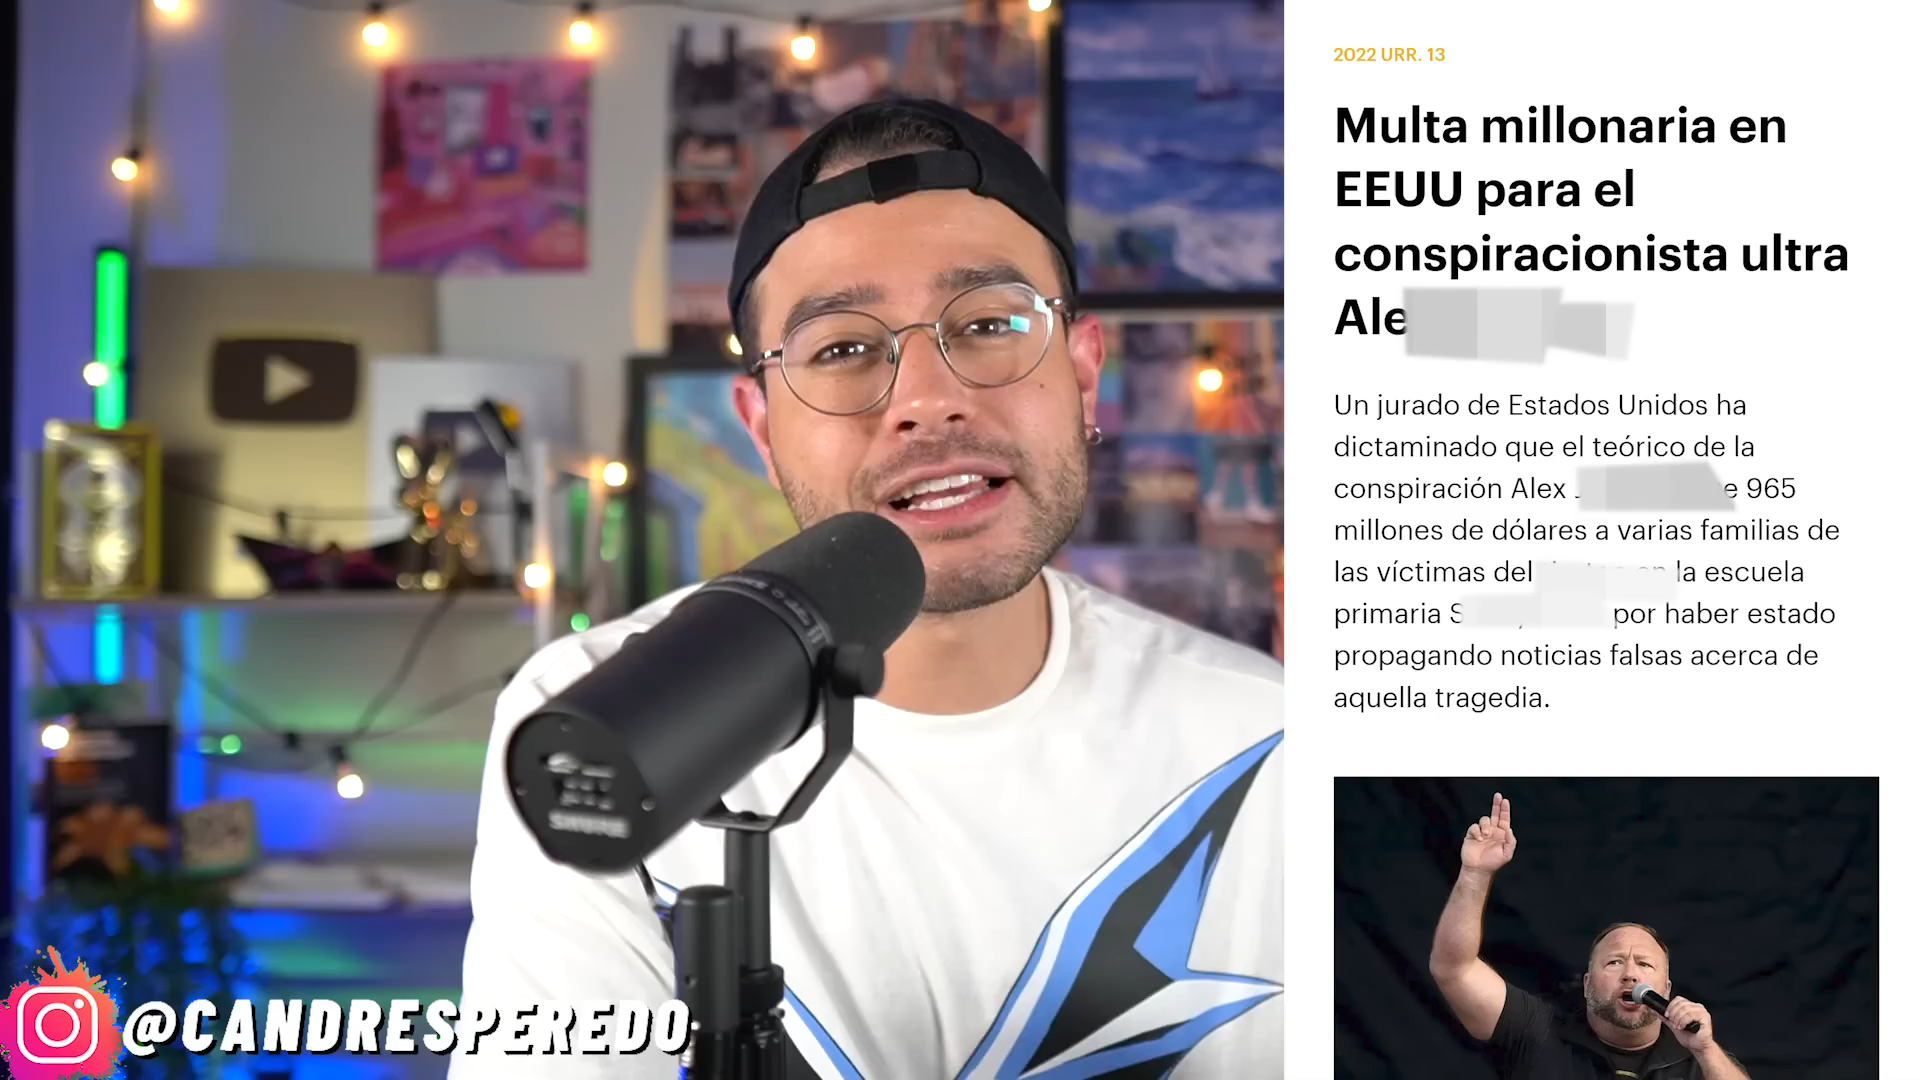 2022 URR. 13
Multa millonaria en
EEUU para el
conspiracionista ultra
Ale
Un jurado de Estados Unidos ha
dictaminado que el teórico de la
conspiración Alex 965
millones de dólares a varias familias de
las víctimas del la escuela
primaria S por haber estado
propagando noticias falsas acerca de
aquella tragedia.
SHURE
@CANDRESPEREDO